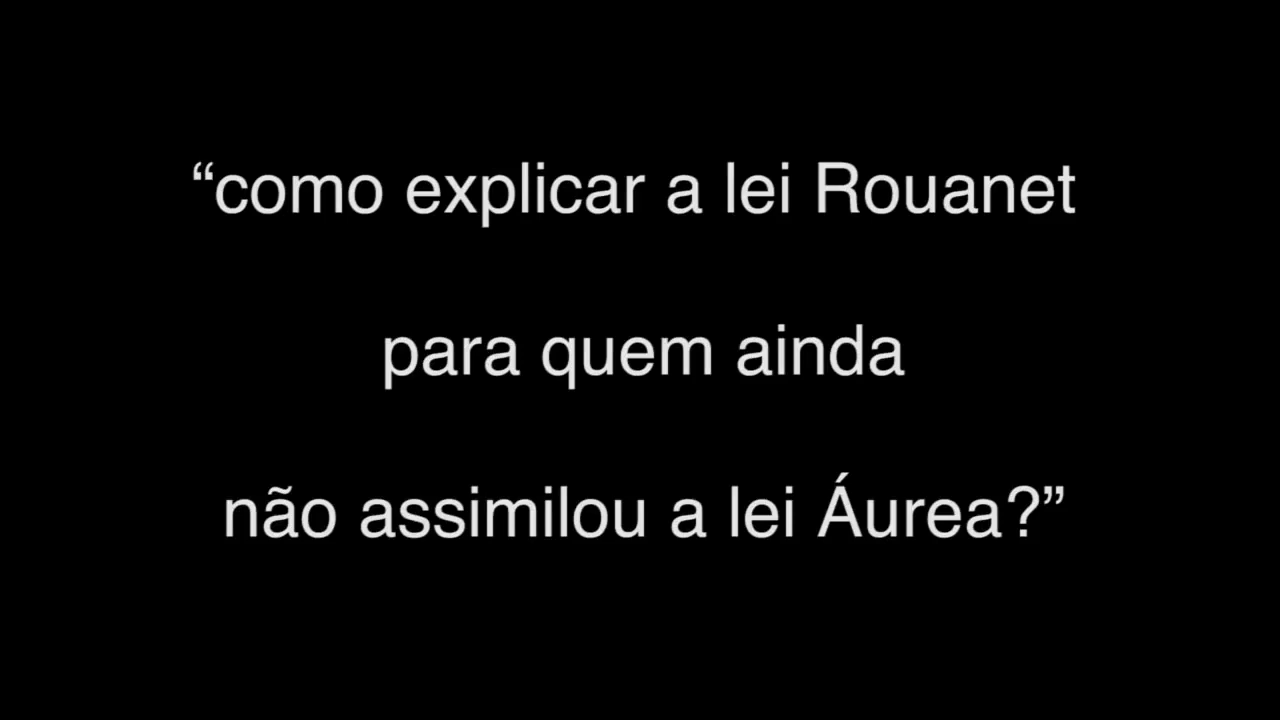 “como explicar a lei Rouanet
para quem ainda
não assimilou a lei Áurea?”